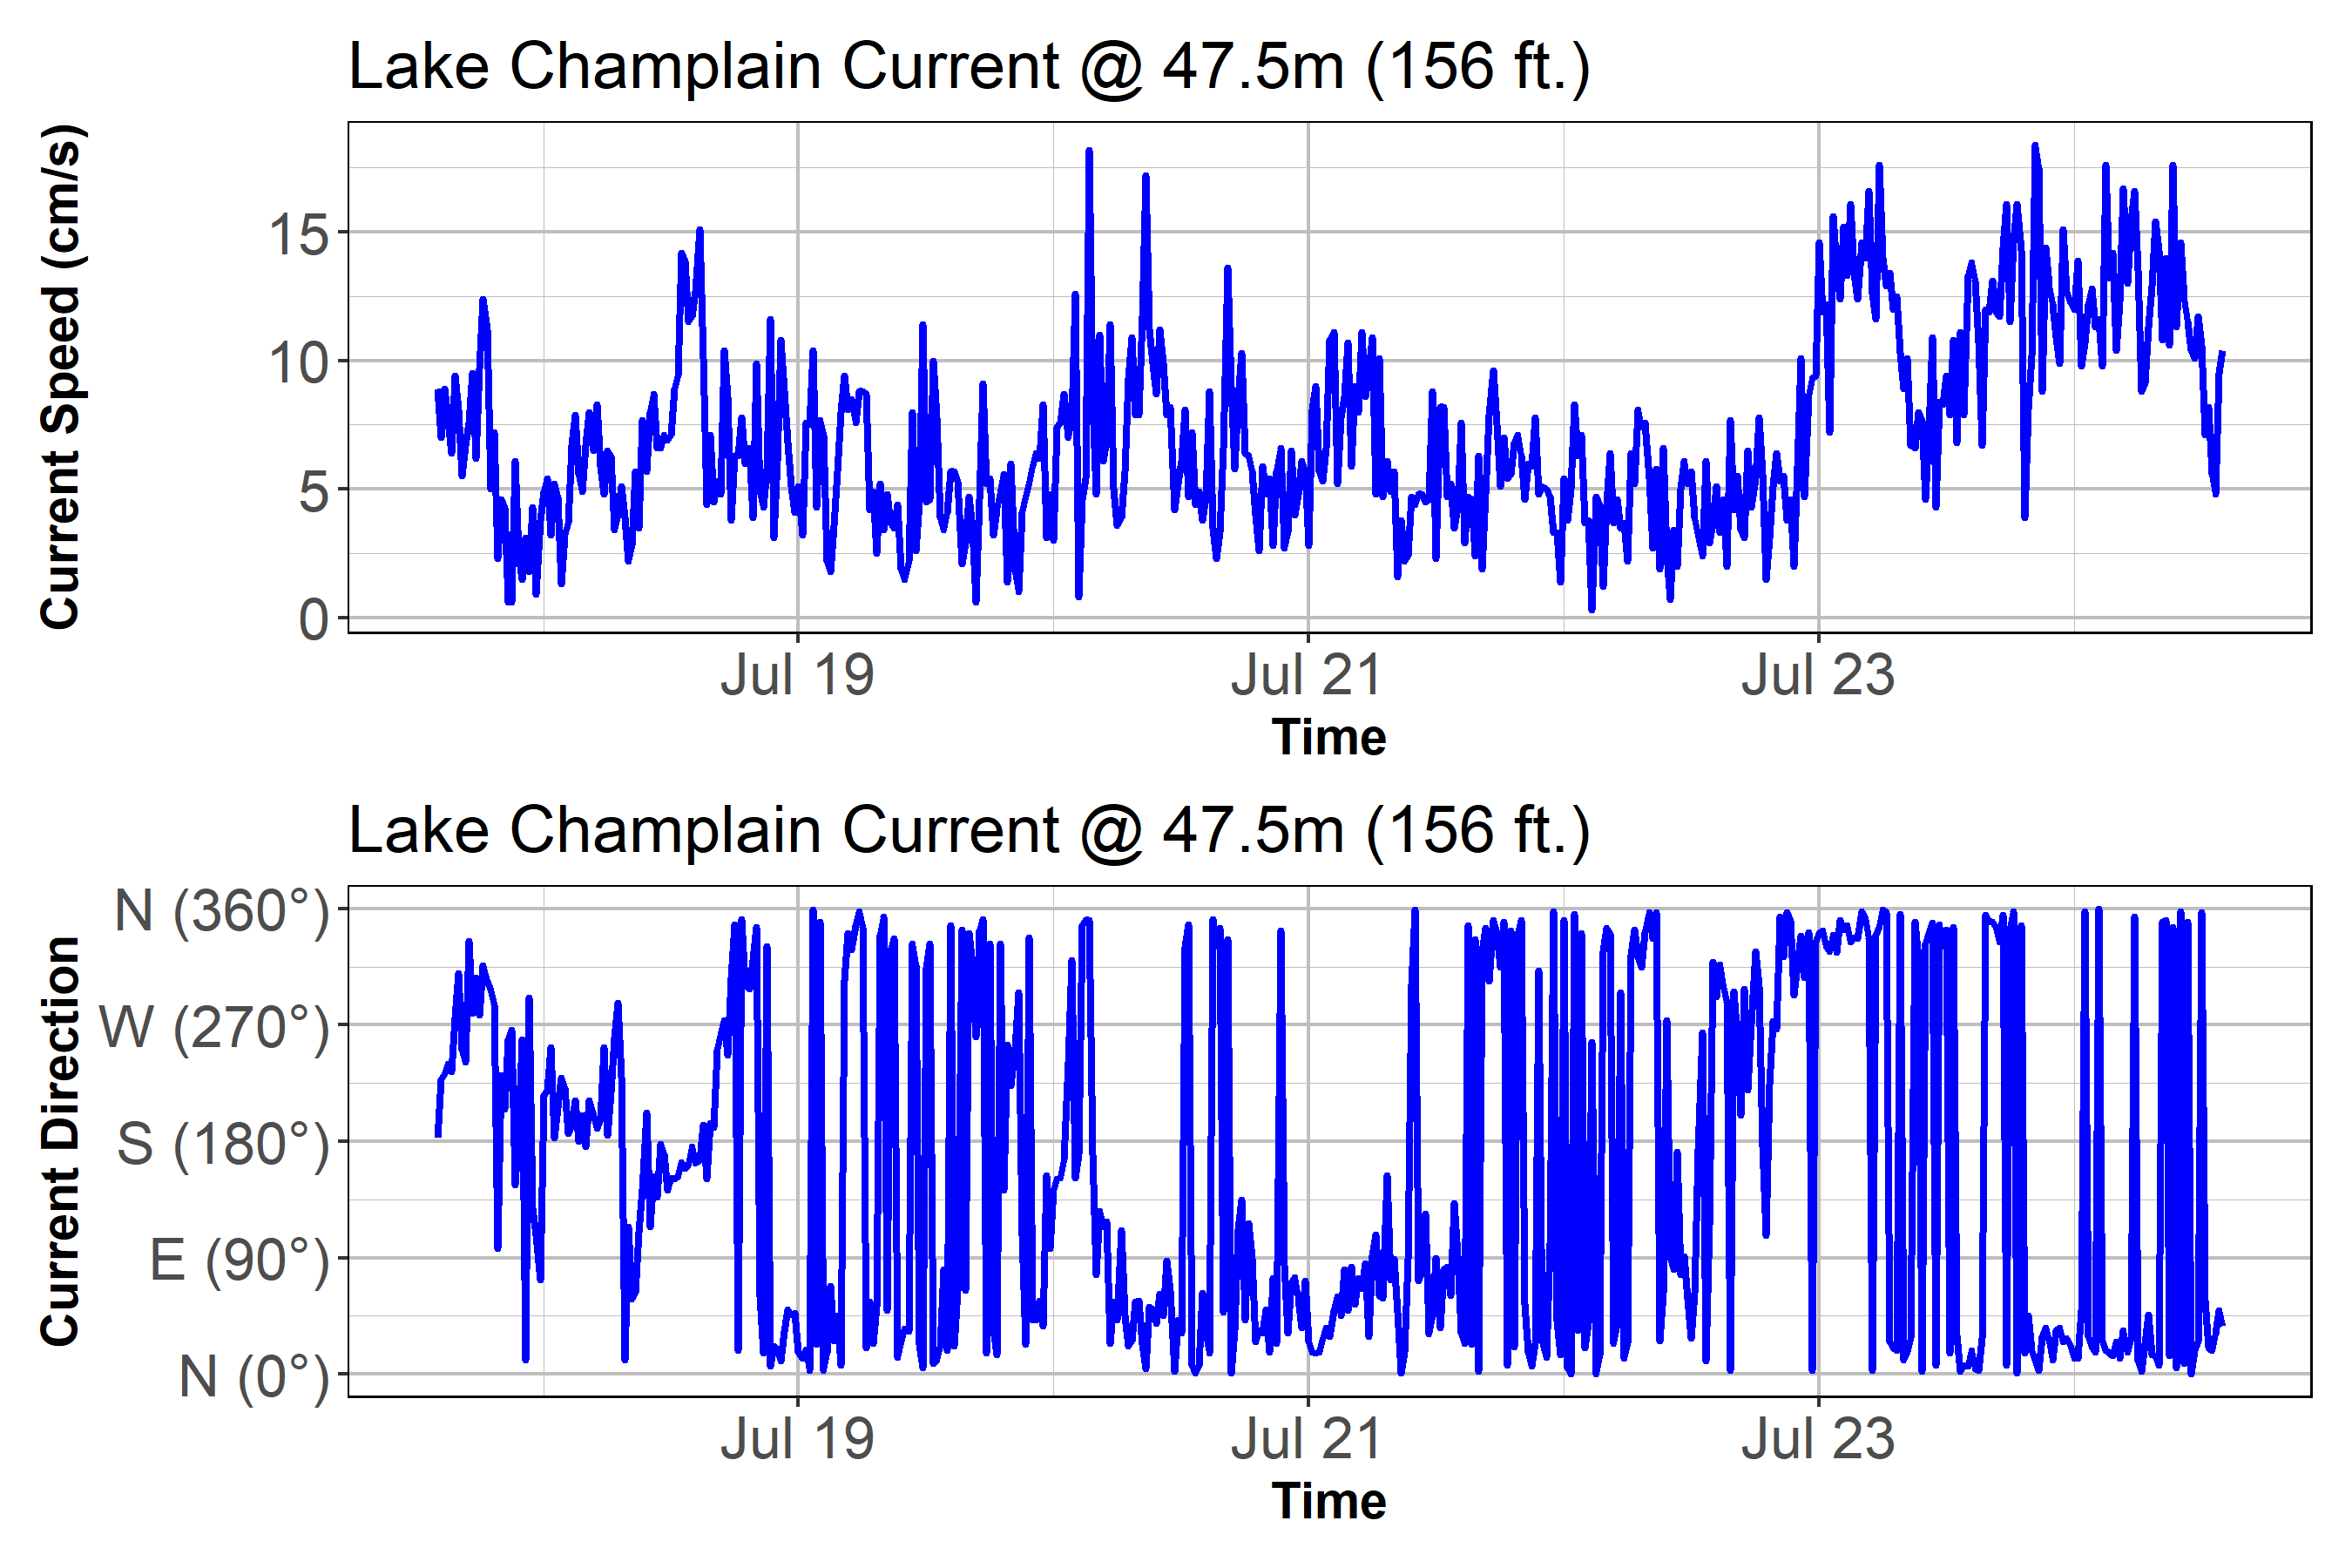 Lake Champlain Current @ 47.5m (156 ft.)
Current Speed (cm/s)
15
10
5
0
Jul 19
Jul 21
Jul 23
Time
Lake Champlain Current @ 47.5m (156 ft.)
Current Direction
N (360°)
W (270°)
S (180°)
E (90°)
N (0°)
Jul 19
Jul 21
Jul 23
Time